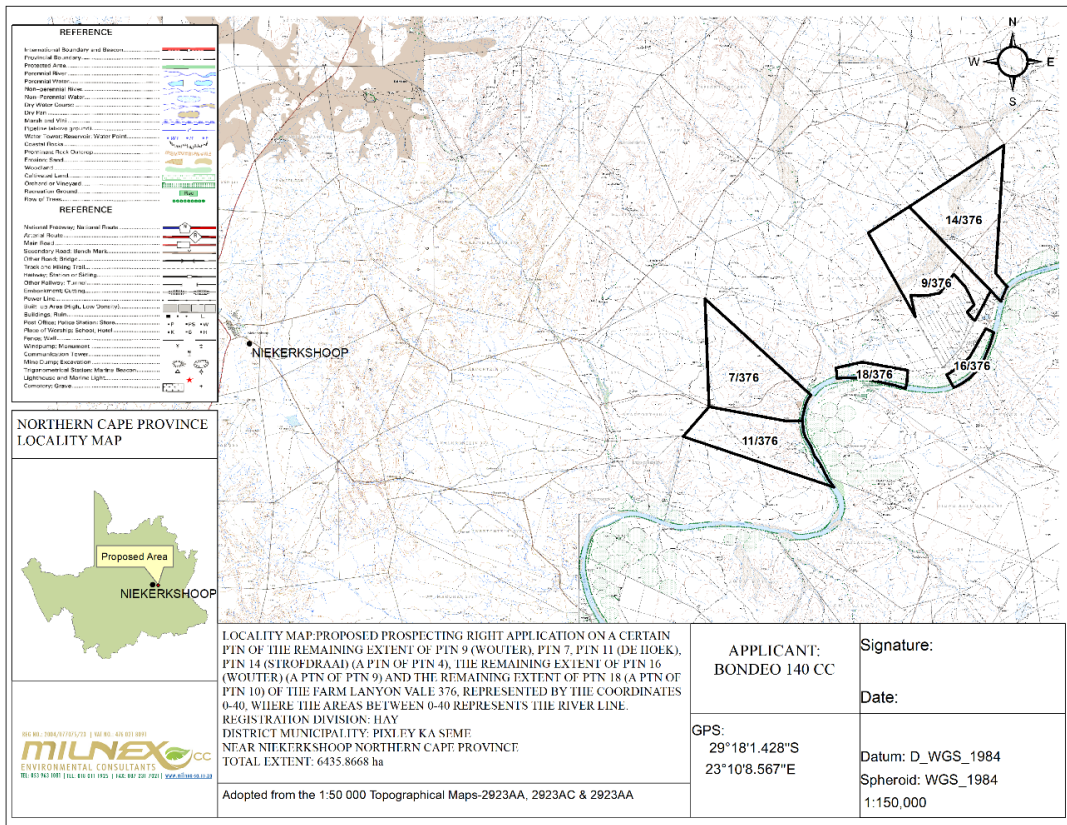 REFERENCE
International Boundary and Beacon
Provincial Boundary
Protected Area
Perennial River
Perennial Water
Non-perennial River
Non-Perennial Water
Dry Water Course
Dry Pan
Marsh and Vlei
Pipeline (above ground)
Water Tower; Reservoir; Water Point
Coastal Rocks
Prominent Rock Outcrop
Erosion; Sand
Woodland
Cultivated Land
Orchard or Vineyard
Recreation Ground
Row of Trees
REFERENCE
National Freeway; National Route
Arterial Route
Main Road
Secondary Road; Bench Mark
Other Road; Bridge
Track and Hiking Trail
Railway; Station or Siding
Other Railway; Tunnel
Embankment; Cutting
Power Line
Built-up Area (High, Low Density)
Buildings; Ruin
Post Office; Police Station; Store
Place of Worship; School; Hotel
Fence; Wall
Windpump; Monument
Communication Tower
Mine Dump; Excavation
Trigonometrical Station; Marine Beacon
Lighthouse and Marine Light
Cemetery; Grave
N
W E
S
14/376
9/376
16/376
18/376
7/376
11/376
NIEKERKSHOOP
NORTHERN CAPE PROVINCE
LOCALITY MAP
Proposed Area
NIEKERKSHOOP
MILNEX CC
ENVIRONMENTAL CONSULTANTS
LOCALITY MAP:PROPOSED PROSPECTING RIGHT APPLICATION ON A CERTAIN
PTN OF THE REMAINING EXTENT OF PTN 9 (WOUTER), PTN 7, PTN 11 (DE HOEK),
PTN 14 (STROFDRAAI) (A PTN OF PTN 4), THE REMAINING EXTENT OF PTN 16
(WOUTER) (A PTN OF PTN 9) AND THE REMAINING EXTENT OF PTN 18 (A PTN OF
PTN 10) OF THE FARM LANYON VALE 376, REPRESENTED BY THE COORDINATES
0-40, WHERE THE AREAS BETWEEN 0-40 REPRESENTS THE RIVER LINE.
REGISTRATION DIVISION: HAY
DISTRICT MUNICIPALITY: PIXLEY KA SEME
NEAR NIEKERKSHOOP NORTHERN CAPE PROVINCE
TOTAL EXTENT: 6435.8668 ha
Adopted from the 1:50 000 Topographical Maps-2923AA, 2923AC & 2923AA
APPLICANT:
BONDEO 140 CC
GPS:
29°18'1.428"S
23°10'8.567"E
Signature:
Date:
Datum: D_WGS_1984
Spheroid: WGS_1984
1:150,000